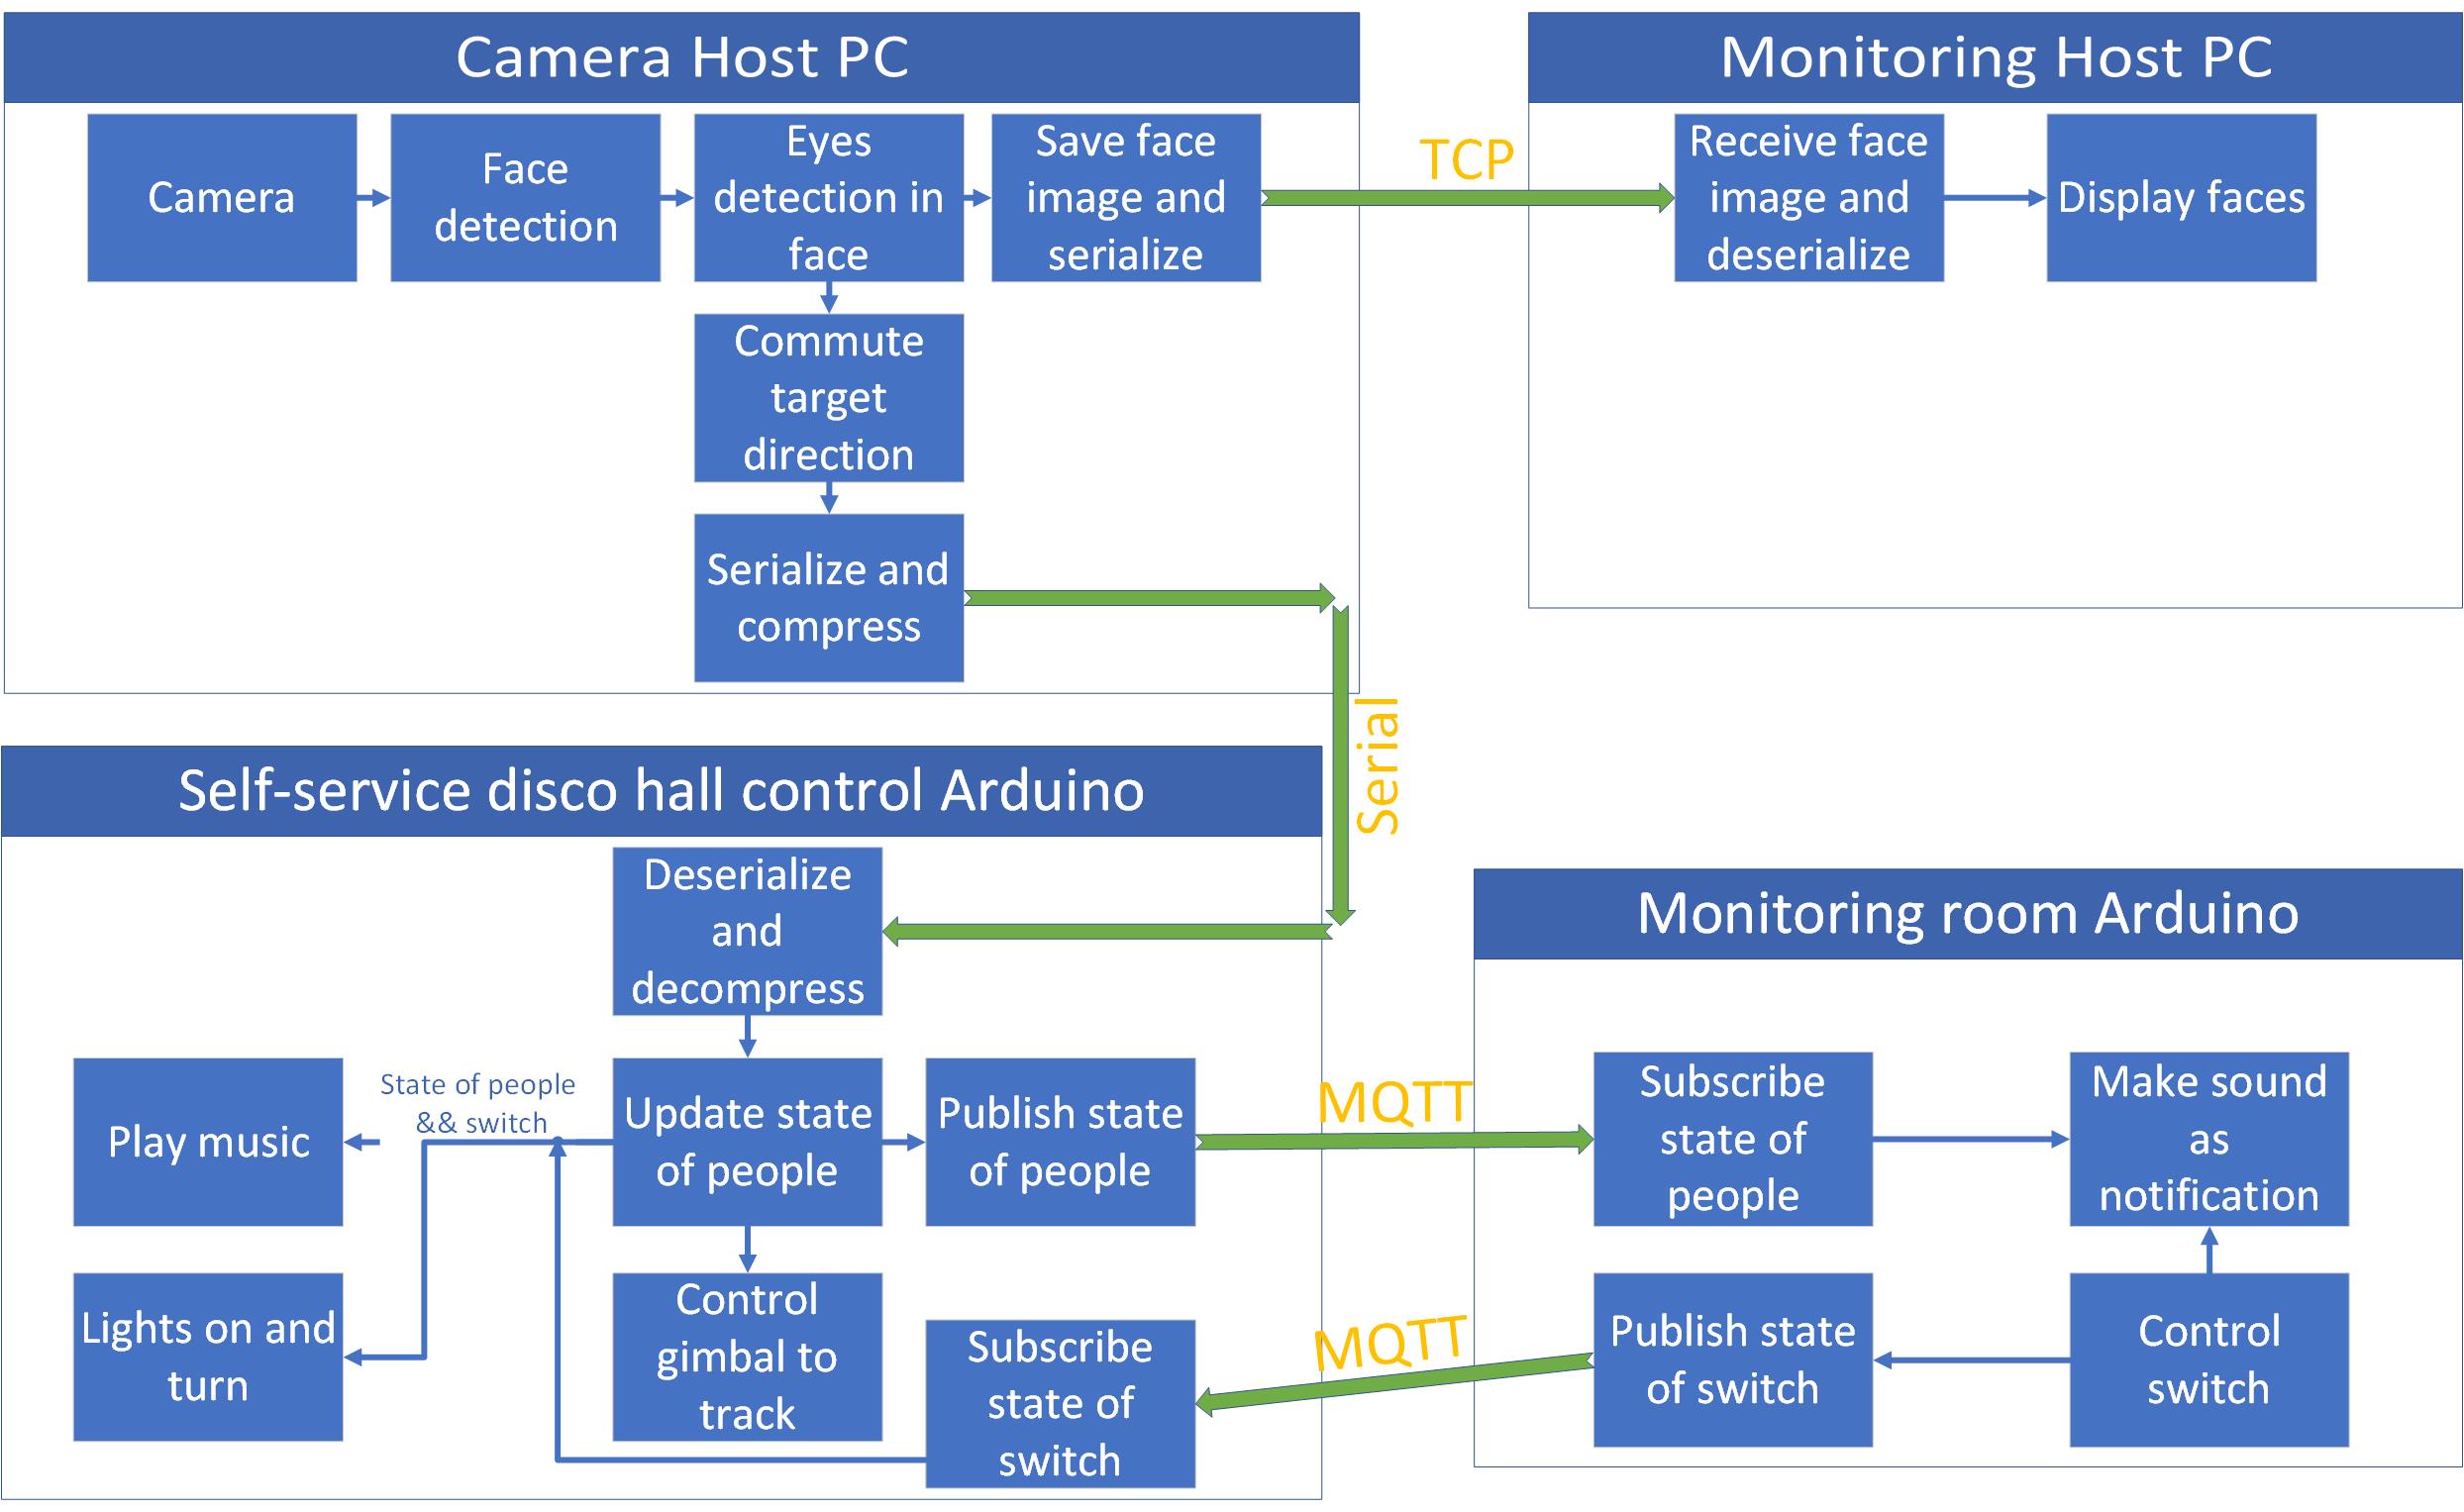 Camera Host PC
Camera
Face
detection
Eyes
detection in
face
Save face
image and
serialize
Commute
target
direction
Serialize and
compress
TCP
Monitoring Host PC
Receive face
image and
deserialize
Display faces
Serial
Self-service disco hall control Arduino
Deserialize
and
decompress
Play music
State of people
&& switch
Update state
of people
Publish state
of people
Lights on and
turn
Control
gimbal to
track
Subscribe
state of
switch
MQTT
MQTT
Monitoring room Arduino
Subscribe
state of
people
Make sound
as
notification
Publish state
of switch
Control
switch